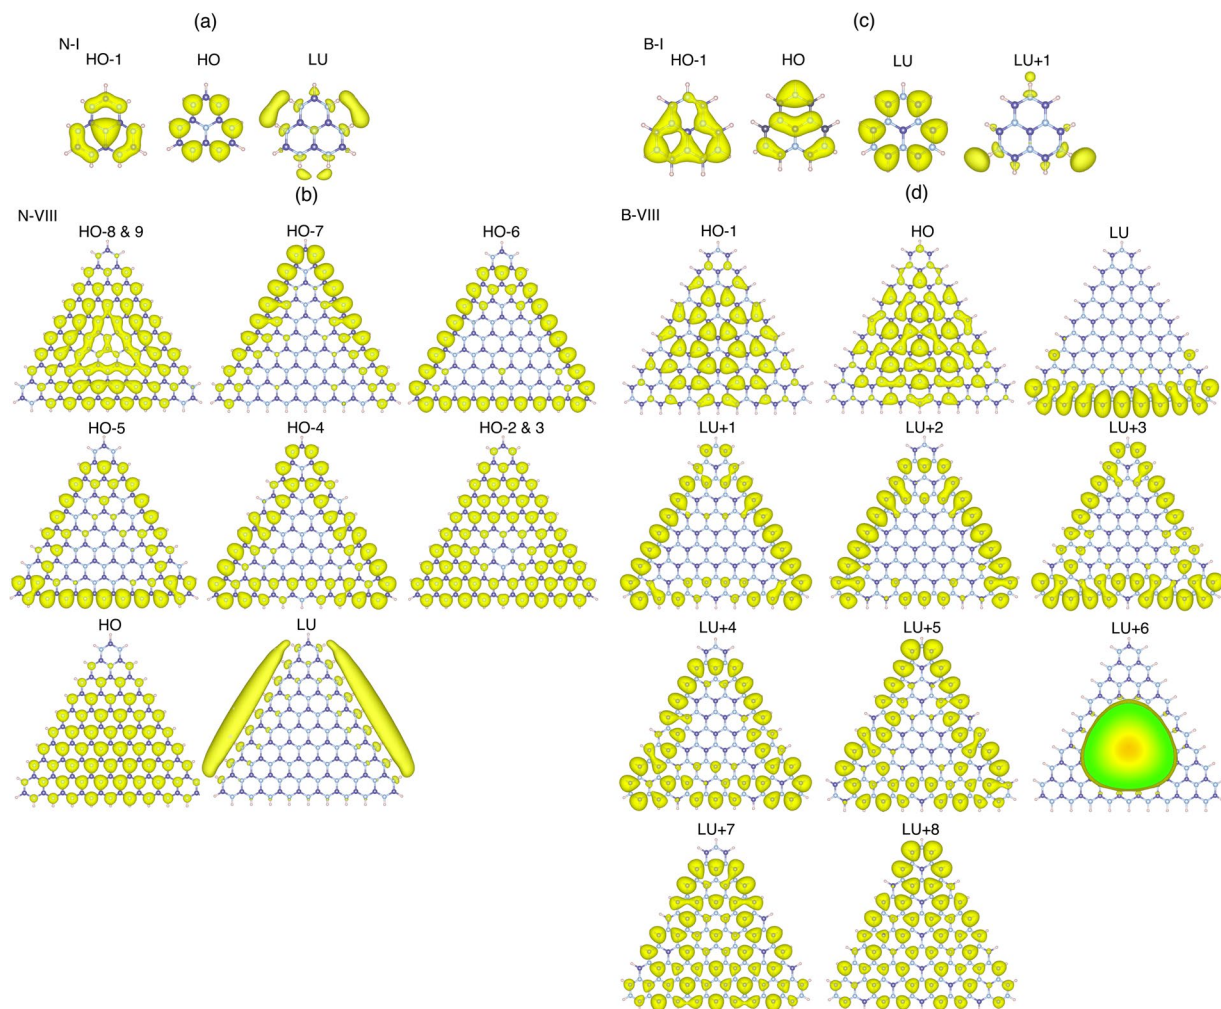 (a)
N-I
HO-1 HO LU
(b)
N-VIII
HO-8 & 9 HO-7 HO-6
HO-5 HO-4 HO-2 & 3
HO LU
(c)
B-I
HO-1 HO LU LU+1
(d)
B-VIII
HO-1 HO LU
LU+1 LU+2 LU+3
LU+4 LU+5 LU+6
LU+7 LU+8